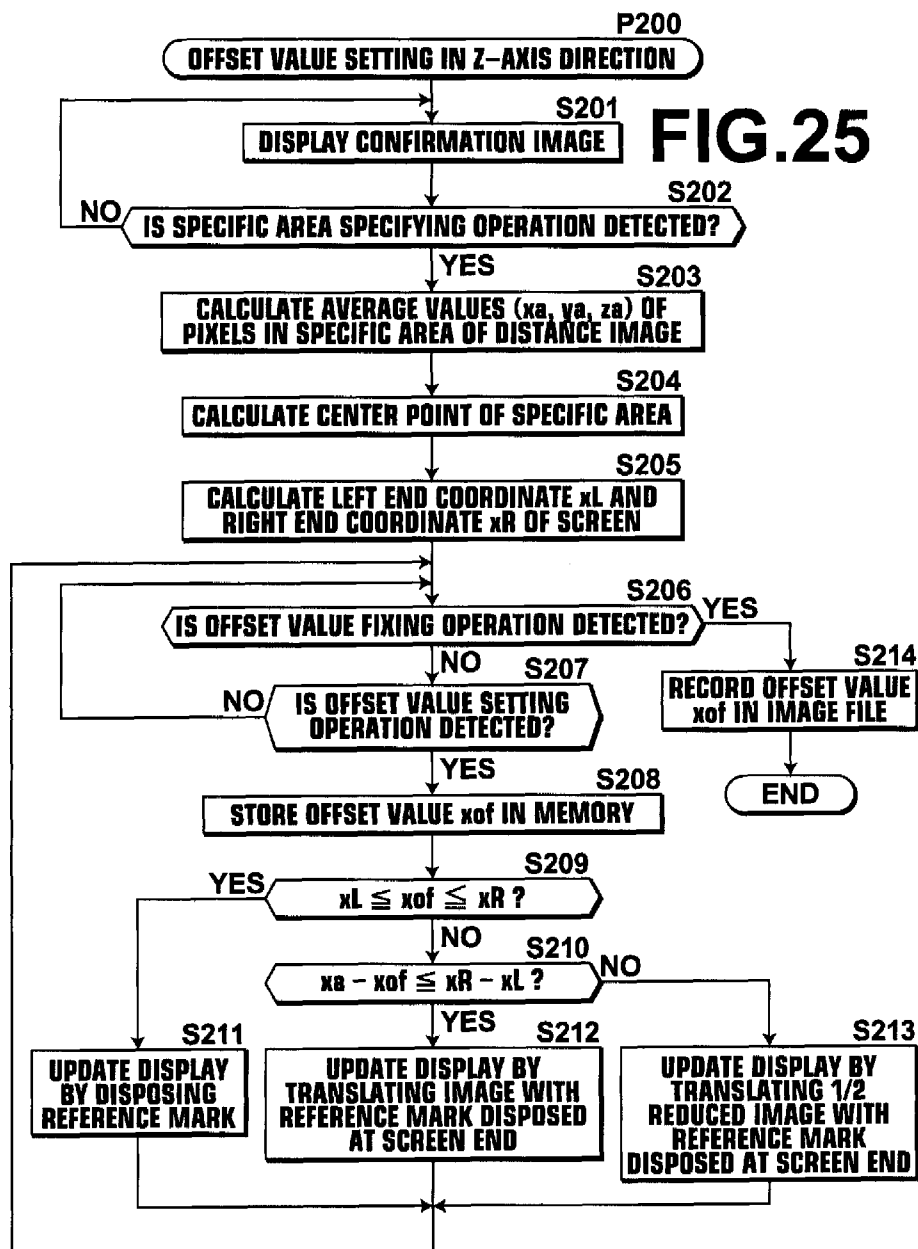 P200
OFFSET VALUE SETTING IN Z-AXIS DIRECTION
S201
FIG.25
DISPLAY CONFIRMATION IMAGE
S202
NO
IS SPECIFIC AREA SPECIFYING OPERATION DETECTED?
YES
S203
CALCULATE AVERAGE VALUES (xa, ya, za) OF
PIXELS IN SPECIFIC AREA OF DISTANCE IMAGE
S204
CALCULATE CENTER POINT OF SPECIFIC AREA
S205
CALCULATE LEFT END COORDINATE xL AND
RIGHT END COORDINATE xR OF SCREEN
S206
IS OFFSET VALUE FIXING OPERATION DETECTED?
YES
NO
S207
NO
IS OFFSET VALUE SETTING
OPERATION DETECTED?
S214
RECORD OFFSET VALUE
xof IN IMAGE FILE
YES
END
S208
STORE OFFSET VALUE xof IN MEMORY
S209
YES
xL ≦ xof ≦ xR ?
NO
S210
xa − xof ≦ xR − xL ?
NO
YES
S211
UPDATE DISPLAY
BY DISPOSING
REFERENCE MARK
S212
UPDATE DISPLAY BY
TRANSLATING IMAGE WITH
REFERENCE MARK DISPOSED
AT SCREEN END
S213
UPDATE DISPLAY BY
TRANSLATING 1/2
REDUCED IMAGE WITH
REFERENCE MARK
DISPOSED AT SCREEN END